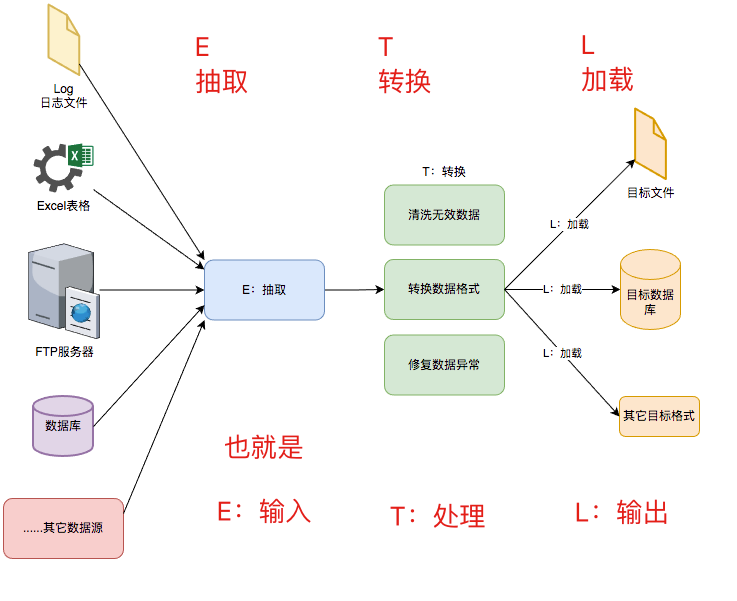 E
抽取
T
转换
L
加载
Log
日志文件
X
Excel表格
FTP服务器
数据库
......其它数据源
E：抽取
T：转换
清洗无效数据
转换数据格式
修复数据异常
L：加载
L：加载
L：加载
目标文件
目标数据
库
其它目标格式
也就是
E：输入
T：处理
L：输出